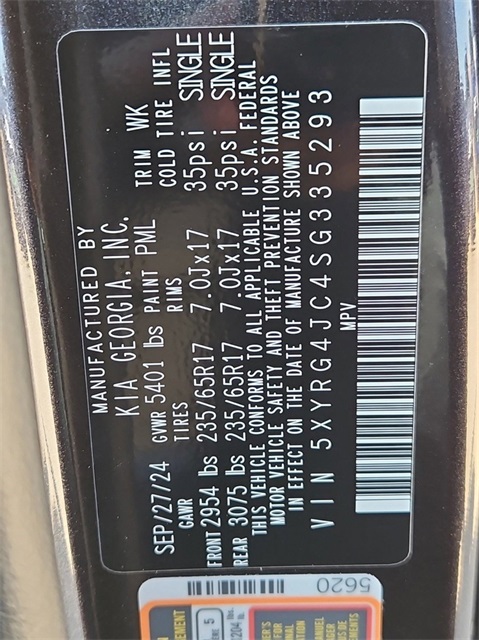 MANUFACTURED BY
KIA GEORGIA, INC.
SEP/27/24 GVWR 5401 lbs PAINT PML TRIM WK
GAWR TIRES RIMS COLD TIRE INFL
FRONT 2954 lbs 235/65R17 7.0Jx17 35psi SINGLE
REAR 3075 lbs 235/65R17 7.0Jx17 35psi SINGLE
THIS VEHICLE CONFORMS TO ALL APPLICABLE U.S.A. FEDERAL
MOTOR VEHICLE SAFETY AND THEFT PREVENTION STANDARDS
IN EFFECT ON THE DATE OF MANUFACTURE SHOWN ABOVE
VIN 5XYRG4JC4SG335293
MPV
5620
5
1204